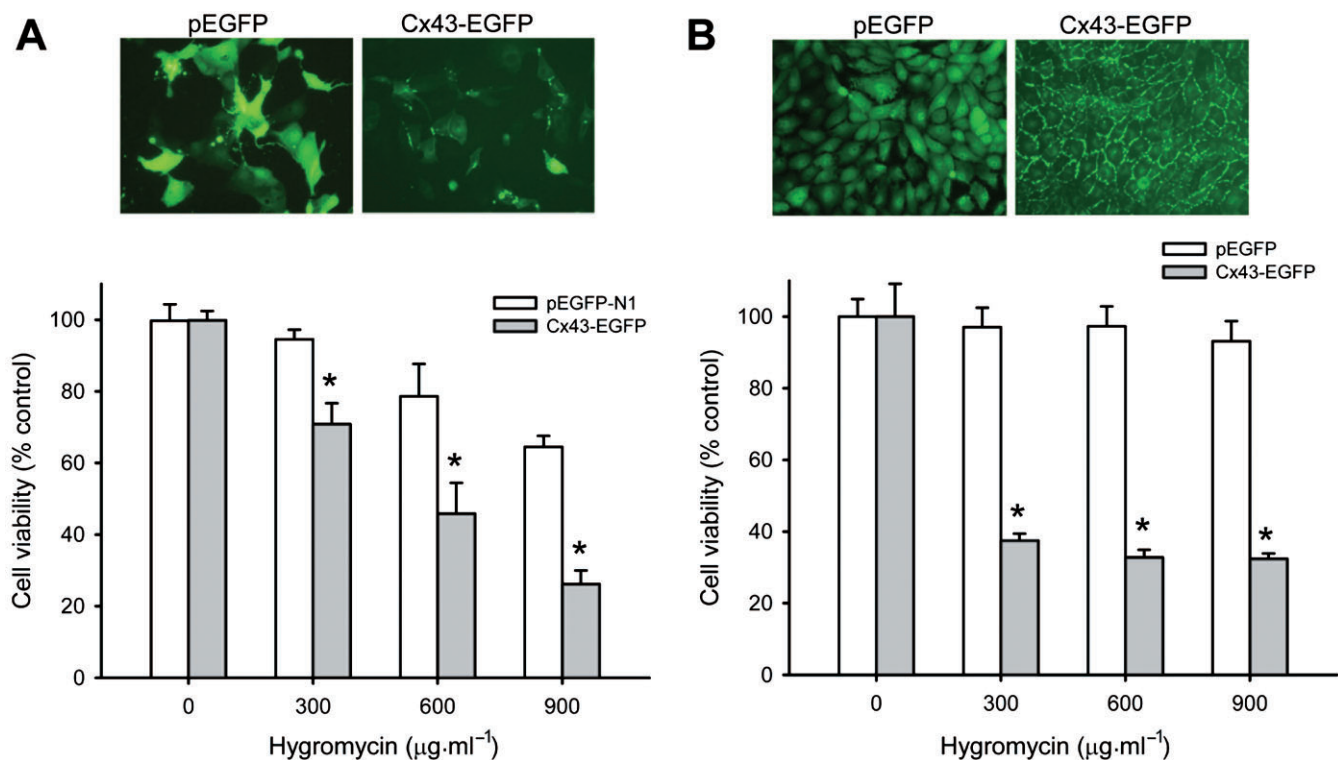 A
pEGFP
Cx43-EGFP
pEGFP-N1
Cx43-EGFP
Cell viability (% control)
100
80
60
40
20
0
*
*
*
0
300
600
900
Hygromycin (μg·ml⁻¹)
B
pEGFP
Cx43-EGFP
pEGFP
Cx43-EGFP
Cell viability (% control)
100
80
60
40
20
0
*
*
*
0
300
600
900
Hygromycin (μg·ml⁻¹)